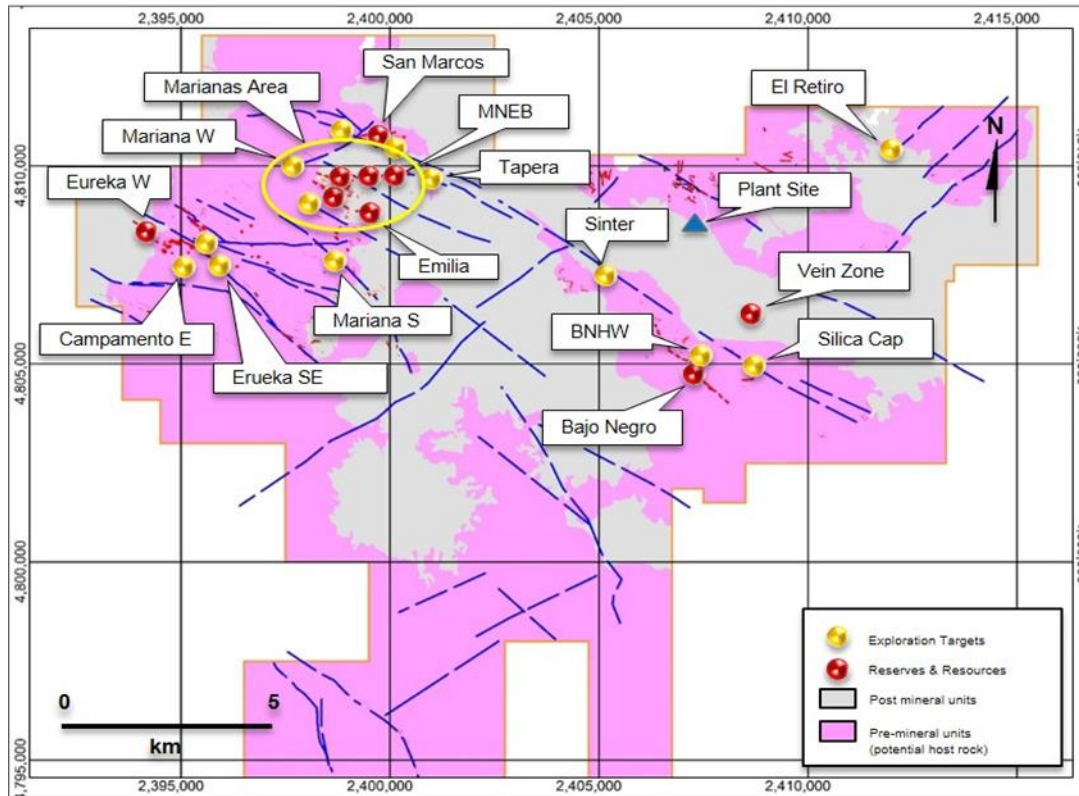 2,395,000
2,400,000
2,405,000
2,410,000
2,415,000
San Marcos
El Retiro
Marianas Area
MNEB
N
Mariana W
Tapera
4,810,000
Eureka W
Plant Site
Sinter
Vein Zone
Emilia
Mariana S
BNHW
Silica Cap
Campamento E
4,805,000
Erueka SE
Bajo Negro
4,800,000
Exploration Targets
0
5
Reserves & Resources
Post mineral units
km
Pre-mineral units
(potential host rock)
4,795,000
2,395,000
2,400,000
2,405,000
2,410,000